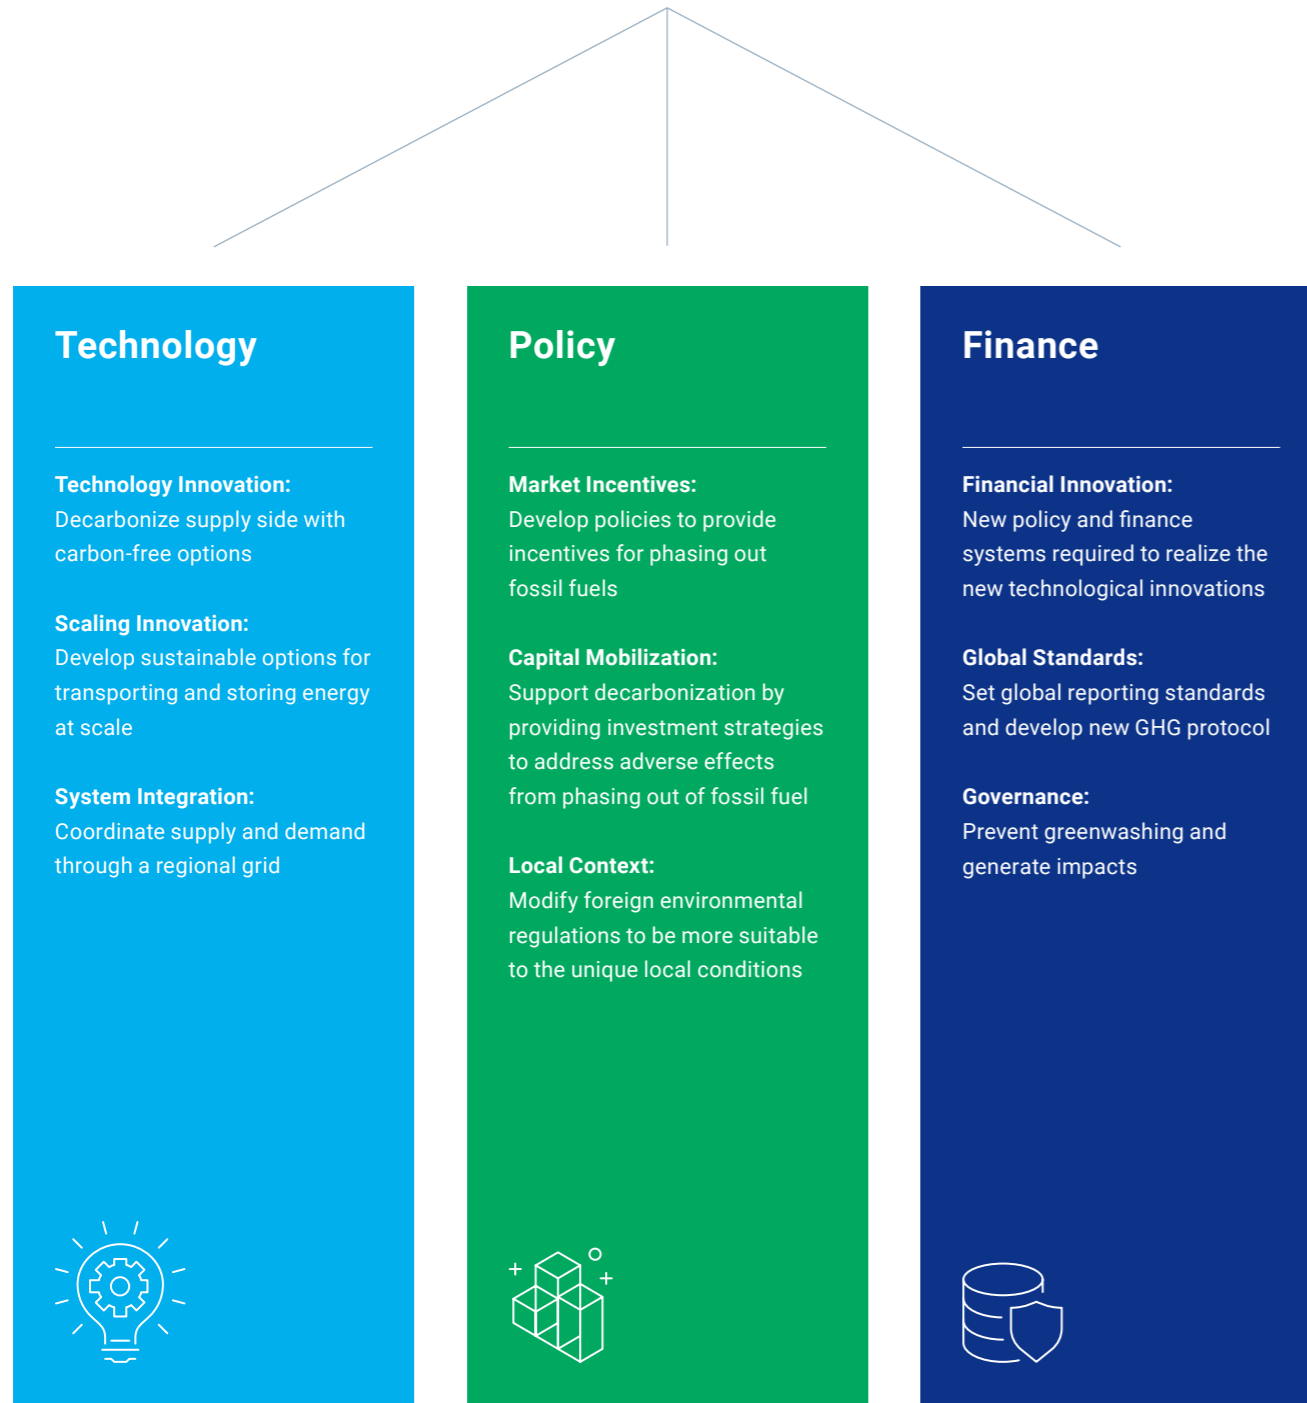 Technology
Technology Innovation:
Decarbonize supply side with
carbon-free options
Scaling Innovation:
Develop sustainable options for
transporting and storing energy
at scale
System Integration:
Coordinate supply and demand
through a regional grid
Policy
Market Incentives:
Develop policies to provide
incentives for phasing out
fossil fuels
Capital Mobilization:
Support decarbonization by
providing investment strategies
to address adverse effects
from phasing out of fossil fuel
Local Context:
Modify foreign environmental
regulations to be more suitable
to the unique local conditions
Finance
Financial Innovation:
New policy and finance
systems required to realize the
new technological innovations
Global Standards:
Set global reporting standards
and develop new GHG protocol
Governance:
Prevent greenwashing and
generate impacts